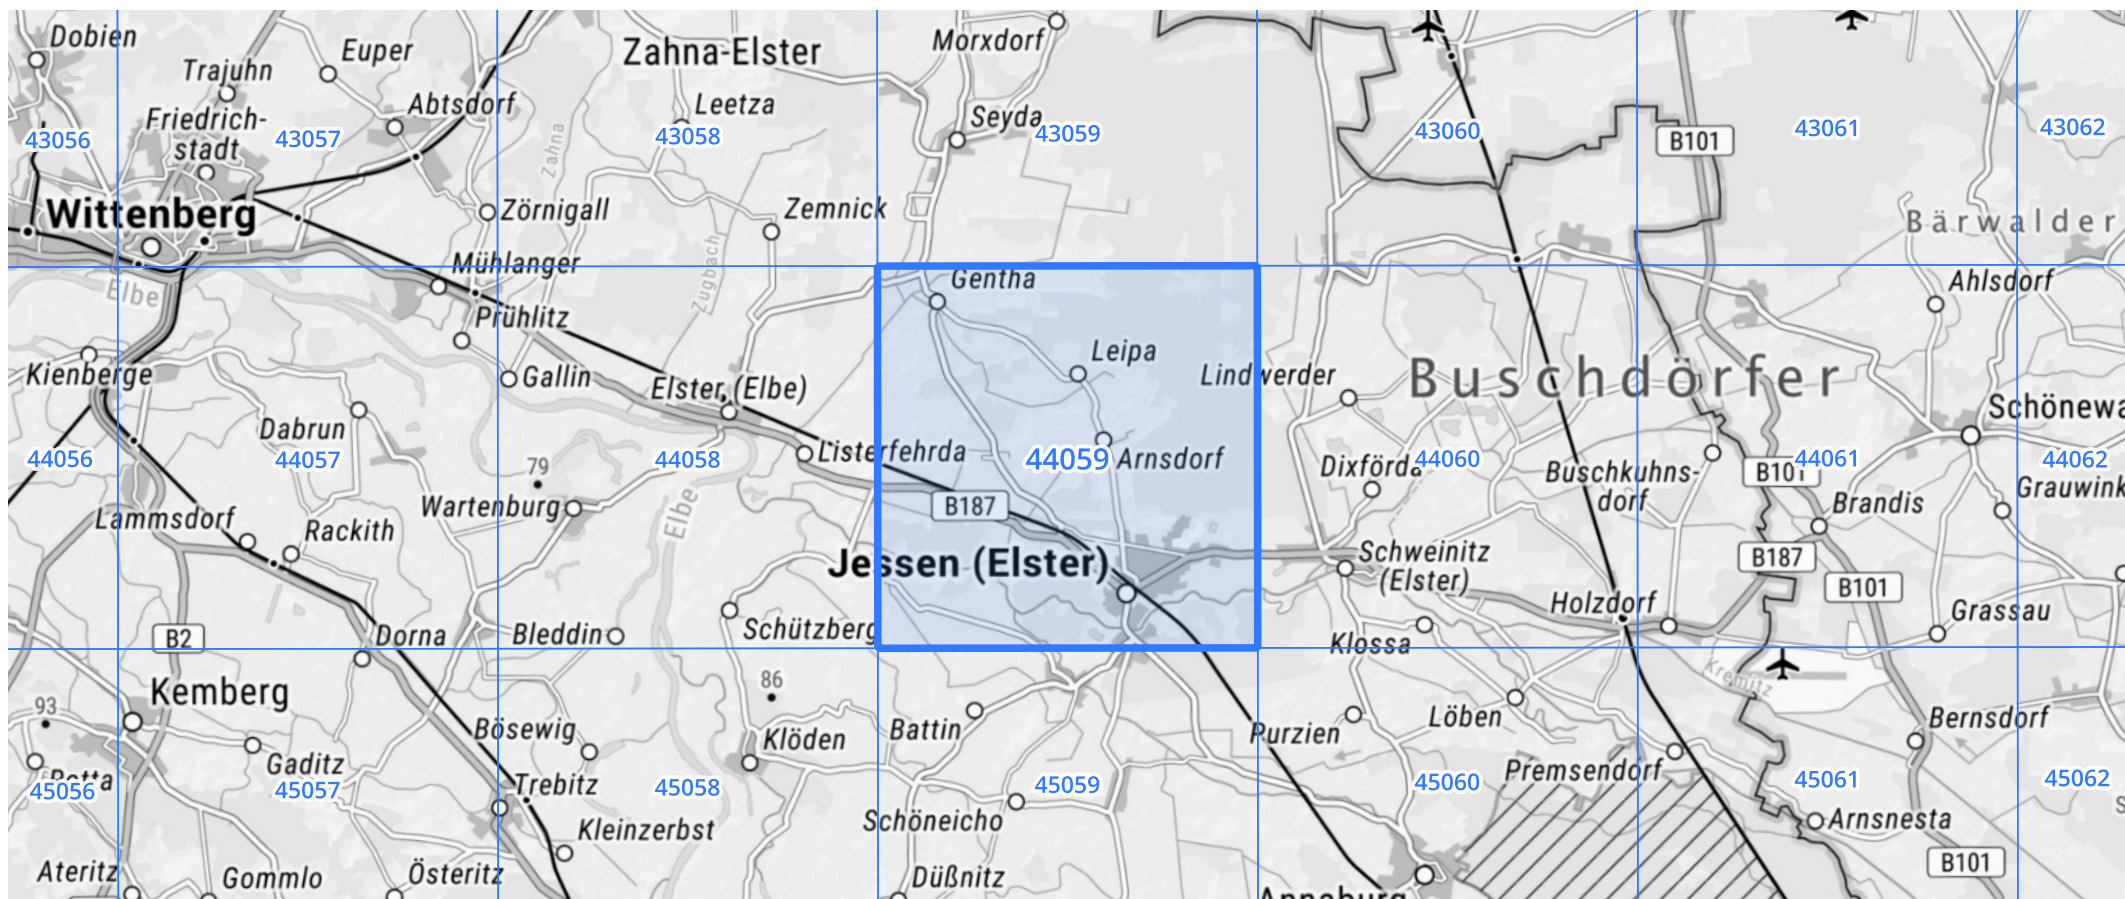 Dobien
Euper
Zahna-Elster
Morxdorf
Trajuhn
Abtsdorf
Leetza
Seyda
Friedrich-
stadt
43056
43057
43058
43059
43060
43061
43062
B101
Zahna
Wittenberg
Zörnigall
Zemnick
Bärwalder
Zugbach
Mühlanger
Elbe
Gentha
Ahlsdorf
Prühlitz
Leipa
Kienberge
Gallin
Elster (Elbe)
Lindwerder
Buschdörfer
Schönewa
Dabrun
Listerfehrda
Arnsdorf
44056
44057
44058
44059
44060
44061
44062
79
Dixförda
Buschkuhns-
dorf
B101
Grauwink
Wartenburg
Elbe
B187
Brandis
Lammsdorf
Rackith
Jessen (Elster)
Schweinitz
(Elster)
B187
B101
Holzdorf
Grassau
B2
Dorna
Bleddin
Schützberg
Klossa
Kremitz
Kemberg
86
93
Bösewig
Klöden
Battin
Purzien
Löben
Bernsdorf
Gaditz
Rotta
Trebitz
Premsendorf
45056
45057
45058
45059
45060
45061
45062
S
Kleinzerbst
Schöneicho
Arnsnesta
Ateritz
Gommlo
Österitz
Düßnitz
Annaburg
B101